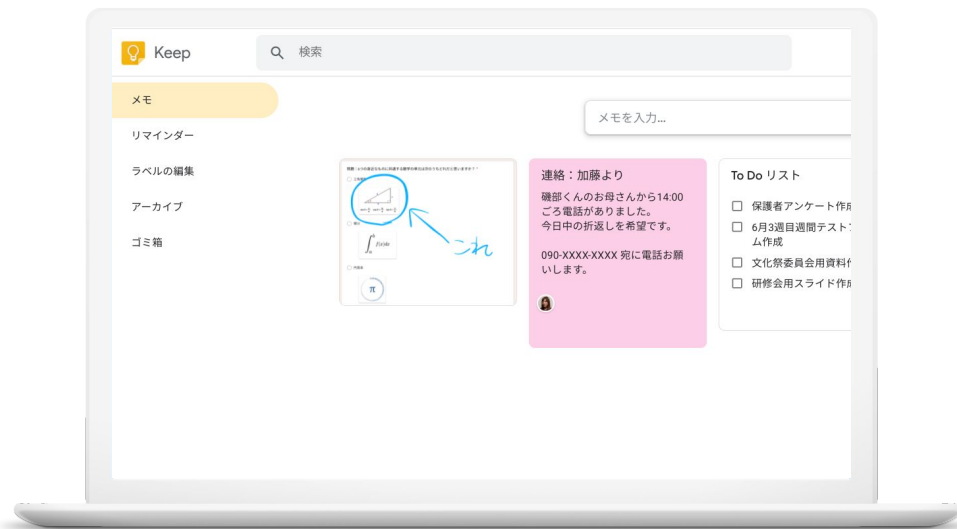 Keep
検索
メモ
リマインダー
ラベルの編集
アーカイブ
ゴミ箱
メモを入力...
これ
π
連絡：加藤より
磯部くんのお母さんから14:00
ごろ電話がありました。
今日中の折返しを希望です。
090-XXXX-XXXX 宛に電話お願
いします。
To Do リスト
保護者アンケート作成
6月3週目週間テスト
ム作成
文化祭委員会用資料
研修会用スライド作成